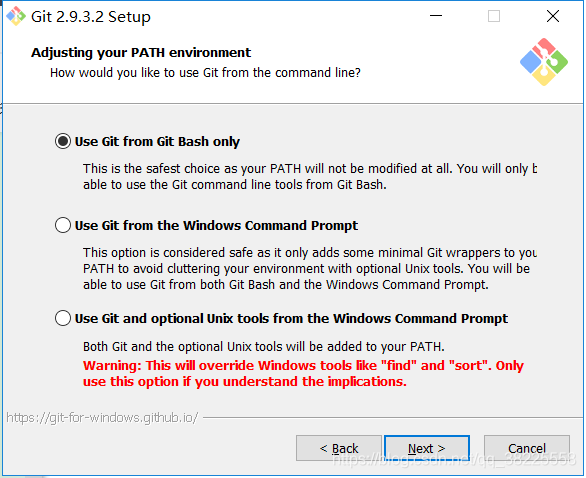 Git 2.9.3.2 Setup
Adjusting your PATH environment
How would you like to use Git from the command line?
Use Git from Git Bash only
This is the safest choice as your PATH will not be modified at all. You will only b
able to use the Git command line tools from Git Bash.
Use Git from the Windows Command Prompt
This option is considered safe as it only adds some minimal Git wrappers to you
PATH to avoid cluttering your environment with optional Unix tools. You will be
able to use Git from both Git Bash and the Windows Command Prompt.
Use Git and optional Unix tools from the Windows Command Prompt
Both Git and the optional Unix tools will be added to your PATH.
Warning: This will override Windows tools like "find" and "sort". Only
use this option if you understand the implications.
https://git-for-windows.github.io/
< Back
Next >
Cancel
https://blog.csdn.net/qq_38225558